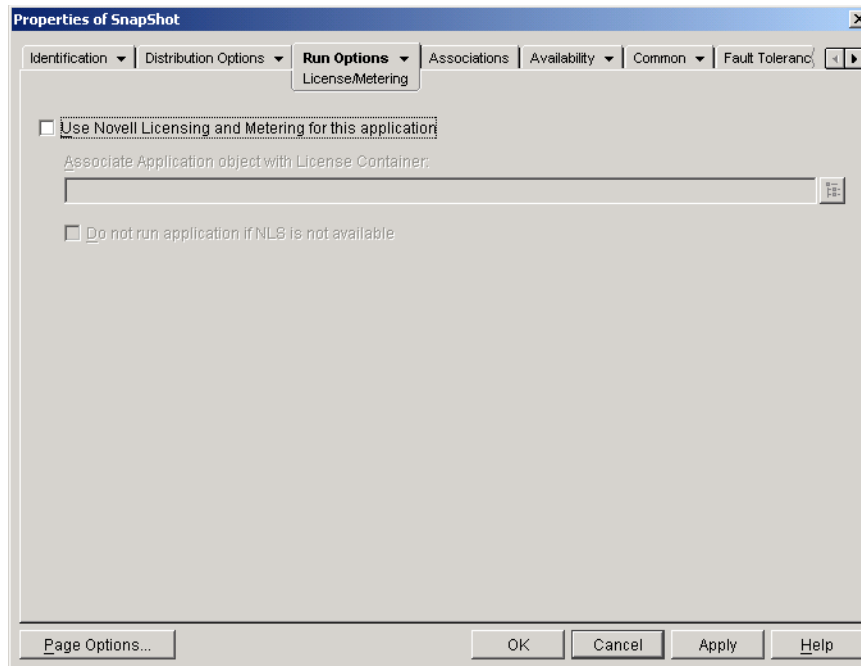 Properties of SnapShot
Identification Distribution Options Run Options Associations Availability Common Fault Toleranc
License/Metering
Use Novell Licensing and Metering for this application
Associate Application object with License Container:
Do not run application if NLS is not available
Page Options... OK Cancel Apply Help